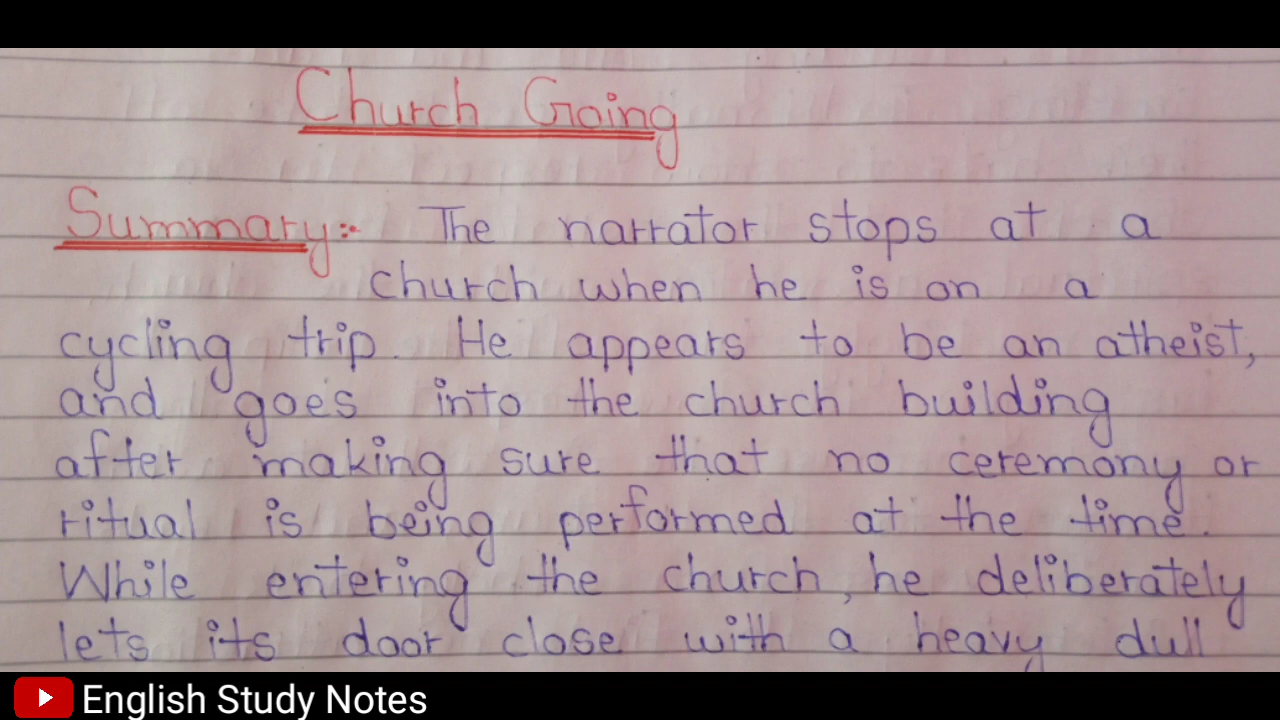 Church Going
Summary:- The narrator stops at a
church when he is on a
cycling trip. He appears to be an atheist,
and goes into the church building
after making sure that no ceremony or
ritual is being performed at the time.
While entering the church, he deliberately
lets its door close with a heavy dull
English Study Notes